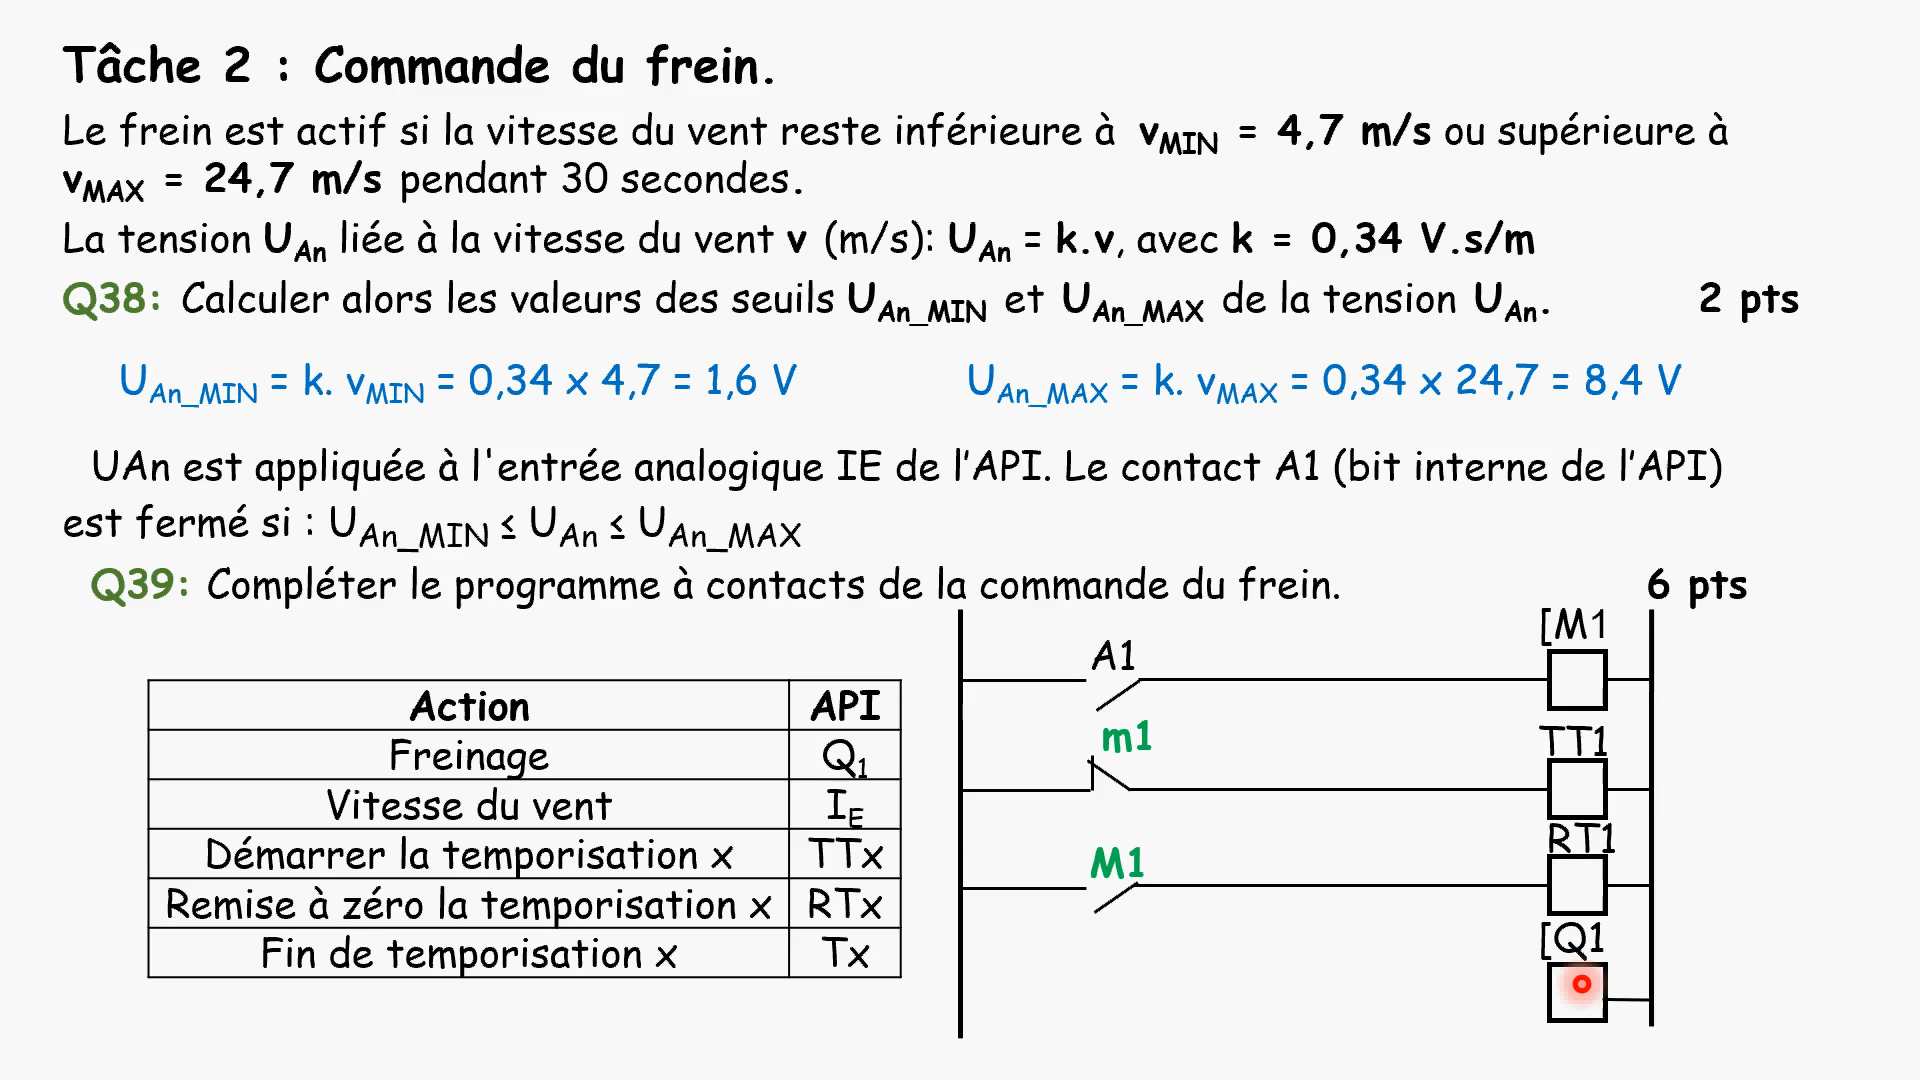 Tâche 2 : Commande du frein.
Le frein est actif si la vitesse du vent reste inférieure à vMIN = 4,7 m/s ou supérieure à
vMAX = 24,7 m/s pendant 30 secondes.
La tension UAn liée à la vitesse du vent v (m/s): UAn = k.v, avec k = 0,34 V.s/m
Q38: Calculer alors les valeurs des seuils UAn_MIN et UAn_MAX de la tension UAn. 2 pts
UAn_MIN = k. vMIN = 0,34 x 4,7 = 1,6 V UAn_MAX = k. vMAX = 0,34 x 24,7 = 8,4 V
UAn est appliquée à l'entrée analogique IE de l’API. Le contact A1 (bit interne de l’API)
est fermé si : UAn_MIN ≤ UAn ≤ UAn_MAX
Q39: Compléter le programme à contacts de la commande du frein. 6 pts
Action API
Freinage Q1
Vitesse du vent IE
Démarrer la temporisation x TTx
Remise à zéro la temporisation x RTx
Fin de temporisation x Tx
A1 [M1
m1 TT1
M1 RT1
[Q1